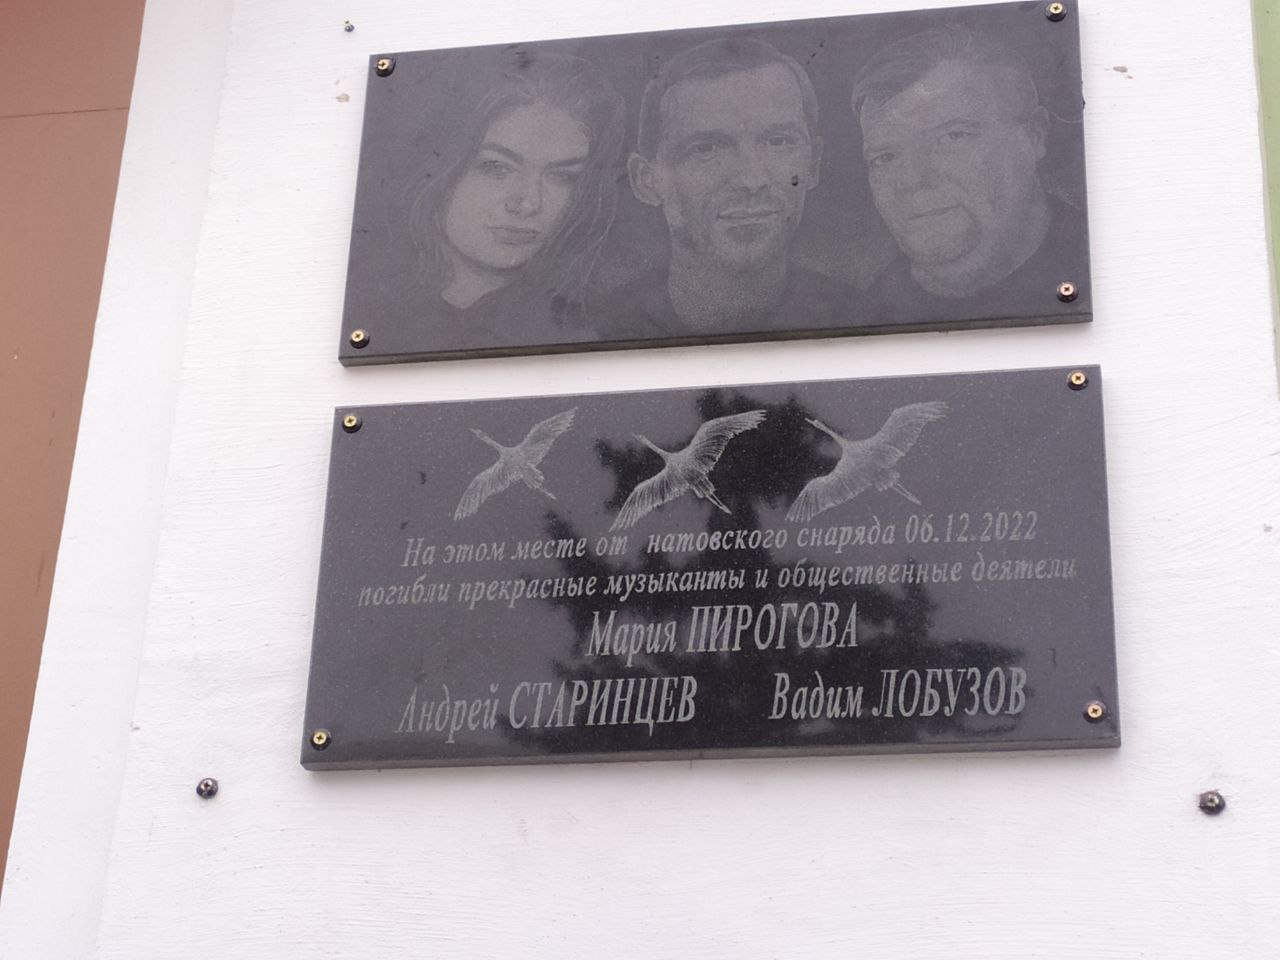 На этом месте от натовского снаряда 06.12.2022
погибли прекрасные музыканты и общественные деятели
Мария ПИРОГОВА
Андрей СТАРИНЦЕВ Вадим ЛОБУЗОВ